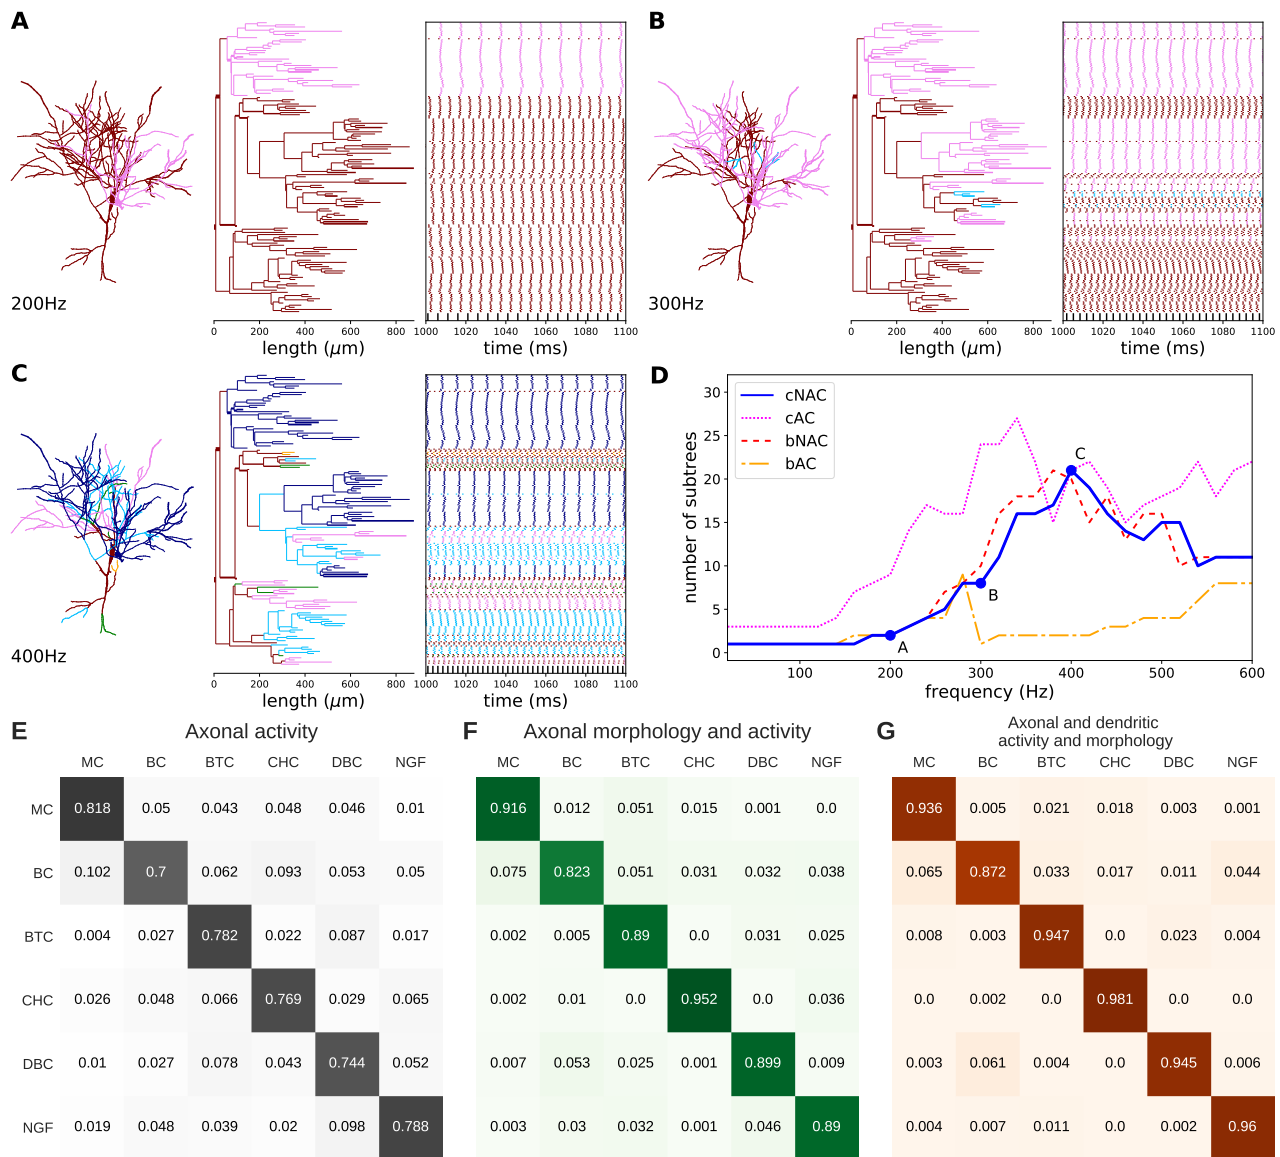 A
200Hz
0 200 400 600 800
length (μm)
1000 1020 1040 1060 1080 1100
time (ms)
B
300Hz
0 200 400 600 800
length (μm)
1000 1020 1040 1060 1080 1100
time (ms)
C
400Hz
0 200 400 600 800
length (μm)
1000 1020 1040 1060 1080 1100
time (ms)
D
number of subtrees
30
25
20
15
10
5
0
cNAC
cAC
bNAC
bAC
A
B
C
100 200 300 400 500 600
frequency (Hz)
E Axonal activity
MC BC BTC CHC DBC NGF
MC 0.818 0.05 0.043 0.048 0.046 0.01
BC 0.102 0.7 0.062 0.093 0.053 0.05
BTC 0.004 0.027 0.782 0.022 0.087 0.017
CHC 0.026 0.048 0.066 0.769 0.029 0.065
DBC 0.01 0.027 0.078 0.043 0.744 0.052
NGF 0.019 0.048 0.039 0.02 0.098 0.788
F Axonal morphology and activity
MC BC BTC CHC DBC NGF
0.916 0.012 0.051 0.015 0.001 0.0
0.075 0.823 0.051 0.031 0.032 0.038
0.002 0.005 0.89 0.0 0.031 0.025
0.002 0.01 0.0 0.952 0.0 0.036
0.007 0.053 0.025 0.001 0.899 0.009
0.003 0.03 0.032 0.001 0.046 0.89
G Axonal and dendritic
activity and morphology
MC BC BTC CHC DBC NGF
0.936 0.005 0.021 0.018 0.003 0.001
0.065 0.872 0.033 0.017 0.011 0.044
0.008 0.003 0.947 0.0 0.023 0.004
0.0 0.002 0.0 0.981 0.0 0.0
0.003 0.061 0.004 0.0 0.945 0.006
0.004 0.007 0.011 0.0 0.002 0.96